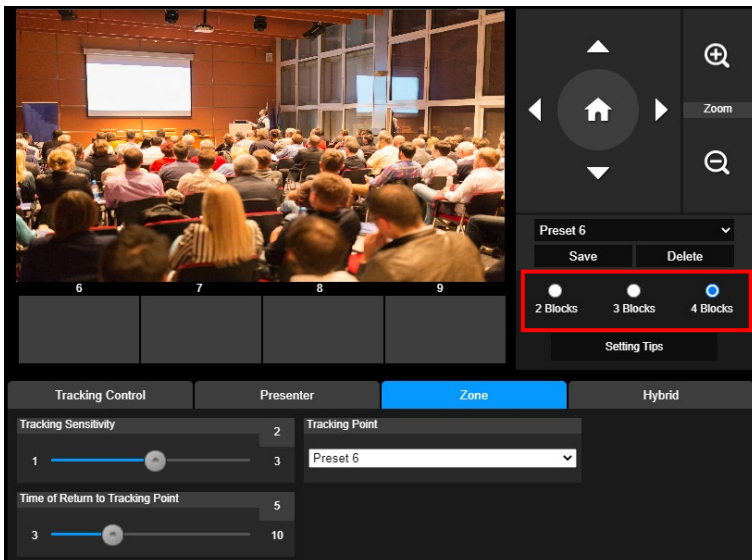 Zoom
Preset 6
Save Delete
6 7 8 9
2 Blocks 3 Blocks 4 Blocks
Setting Tips
Tracking Control Presenter Zone Hybrid
Tracking Sensitivity 2
1 3
Tracking Point
Preset 6
Time of Return to Tracking Point 5
3 10